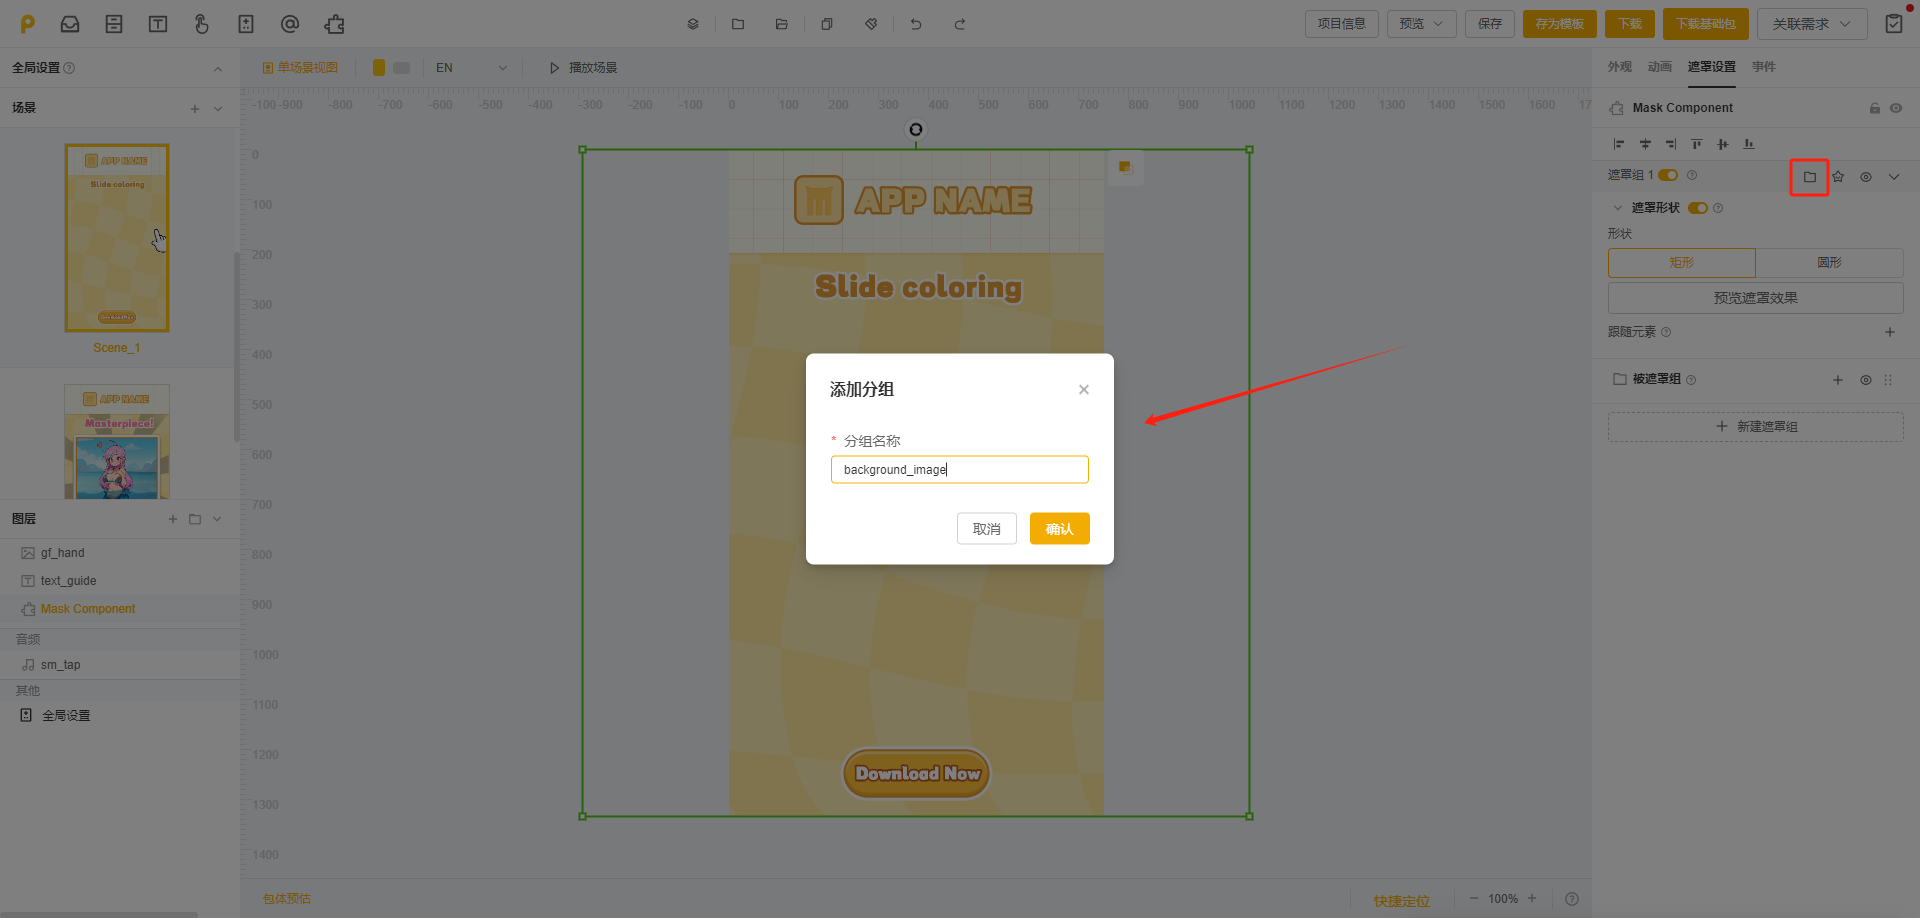 项目信息
预览
保存
存为模板
下载
下载基础包
关联需求
全局设置
单场景视图
EN
播放场景
外观
动画
遮罩设置
事件
场景
-100 -900 -800 -700 -600 -500 -400 -300 -200 -100 0 100 200 300 400 500 600 700 800 900 1000 1100 1200 1300 1400 1500 1600 17
Mask Component
0
100
200
300
400
500
600
700
800
900
1000
1100
1200
1300
1400
APP NAME
Slide coloring
Download Now
Scene_1
APP NAME
Masterpiece!
APP NAME
Slide coloring
Download Now
遮罩组 1
遮罩形状
形状
矩形
圆形
预览遮罩效果
跟随元素
被遮罩组
新建遮罩组
添加分组
* 分组名称
background_image
取消
确认
图层
gf_hand
text_guide
Mask Component
音频
sm_tap
其他
全局设置
包体预估
快捷定位
100%